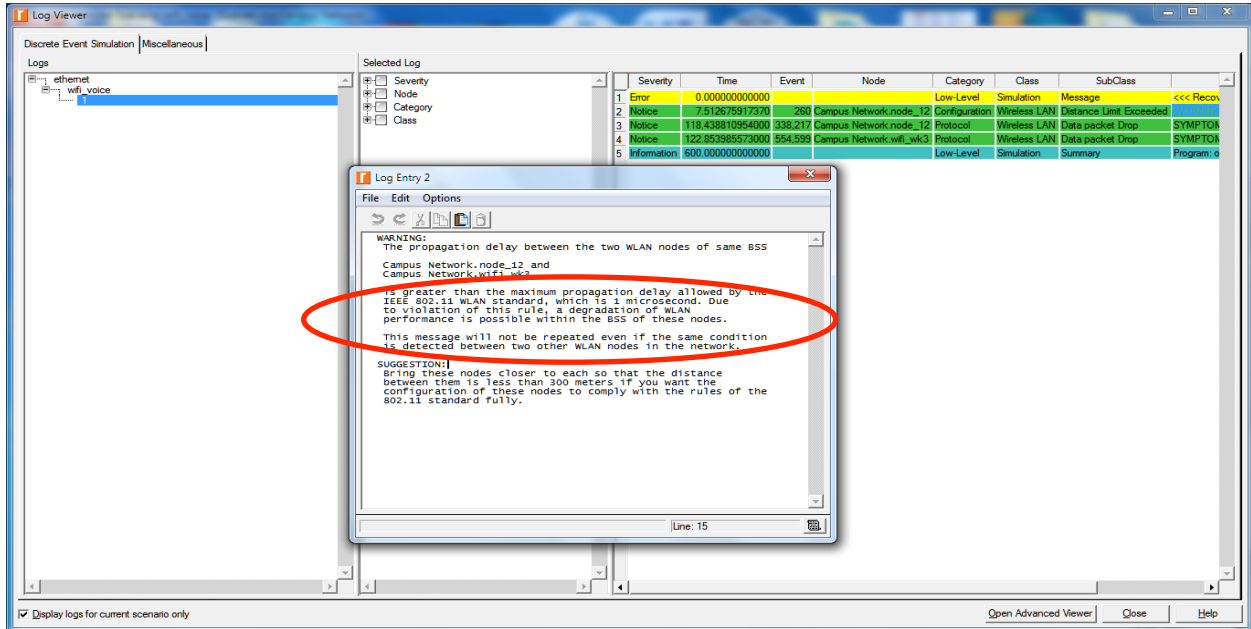 Log Viewer
Discrete Event Simulation
Miscellaneous
Logs
ethernet
wifi_voice
1
Selected Log
Severity
Node
Category
Class
Severity Time Event Node Category Class SubClass
1 Error 0.000000000000 Low-Level Simulation Message <<< Recov
2 Notice 7.512675917370 260 Campus Network.node_12 Configuration Wireless LAN Distance Limit Exceeded
3 Notice 118.438810954000 338,217 Campus Network.node_12 Protocol Wireless LAN Data packet Drop SYMPTOM
4 Notice 122.853985573000 554,599 Campus Network.wifi_wk3 Protocol Wireless LAN Data packet Drop SYMPTOM
5 Information 600.000000000000 Low-Level Simulation Summary Program: o
Log Entry 2
File Edit Options
WARNING:
The propagation delay between the two WLAN nodes of same BSS
Campus Network.node_12 and
Campus Network.wifi_wk3
is greater than the maximum propagation delay allowed by the
IEEE 802.11 WLAN standard, which is 1 microsecond. Due
to violation of this rule, a degradation of WLAN
performance is possible within the BSS of these nodes.
This message will not be repeated even if the same condition
is detected between two other WLAN nodes in the network.
SUGGESTION:
Bring these nodes closer to each so that the distance
between them is less than 300 meters if you want the
configuration of these nodes to comply with the rules of the
802.11 standard fully.
Line: 15
Display logs for current scenario only
Open Advanced Viewer
Close
Help